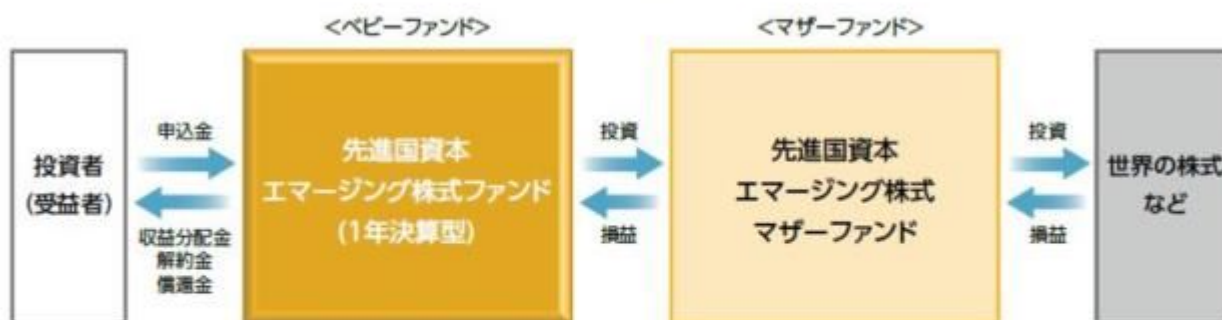 <ベビーファンド>
<マザーファンド>
投資者
(受益者)
申込金
収益分配金
解約金
償還金
先進国資本
エマージング株式ファンド
(1年決算型)
投資
損益
先進国資本
エマージング株式
マザーファンド
投資
損益
世界の株式
など